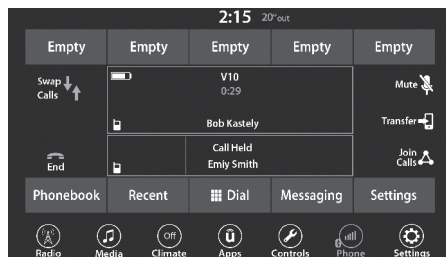 2:15 20°out
Empty Empty Empty Empty Empty
Swap Calls
V10
0:29
Bob Kastely
Mute
Transfer
Call Held
Emiy Smith
End
Join Calls
Phonebook Recent Dial Messaging Settings
Off
û
Radio Media Climate Apps Controls Phone Settings